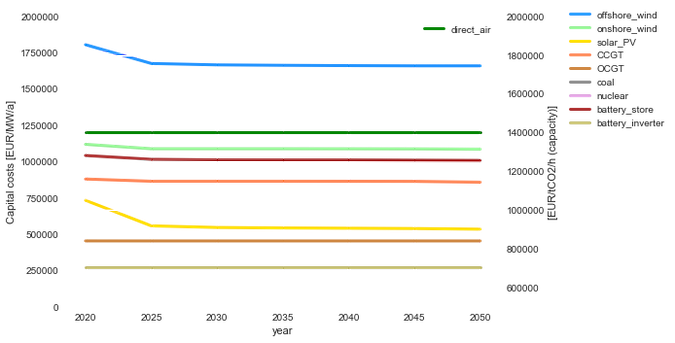 Capital costs [EUR/MW/a]
2000000
1750000
1500000
1250000
1000000
750000
500000
250000
0
2020 2025 2030 2035 2040 2045 2050
year
direct_air
2000000
1800000
1600000
1400000
1200000
1000000
800000
600000
[EUR/tCO2/h (capacity)]
offshore_wind
onshore_wind
solar_PV
CCGT
OCGT
coal
nuclear
battery_store
battery_inverter